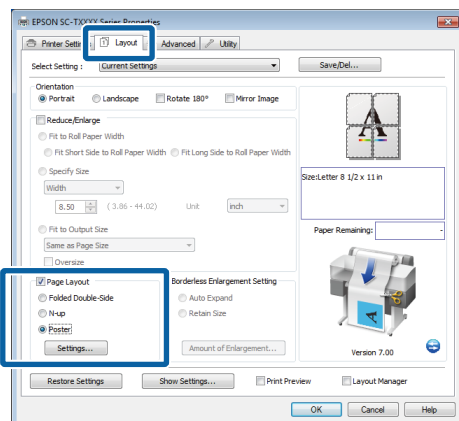 EPSON SC-TXXXX Series Properties
Printer Settin Layout Advanced Utility
Select Setting : Current Settings Save/Del...
Orientation
Portrait Landscape Rotate 180° Mirror Image
Reduce/Enlarge
Fit to Roll Paper Width
Fit Short Side to Roll Paper Width Fit Long Side to Roll Paper Width
Specify Size
Width
8.50 ( 3.86 - 44.02) Unit inch
Fit to Output Size
Same as Page Size
Oversize
A
Size:Letter 8 1/2 x 11 in
Paper Remaining: -
Page Layout
Folded Double-Side
N-up
Poster
Settings...
Borderless Enlargement Setting
Auto Expand
Retain Size
Amount of Enlargement...
A
Version 7.00
Restore Settings Show Settings... Print Preview Layout Manager
OK Cancel Help